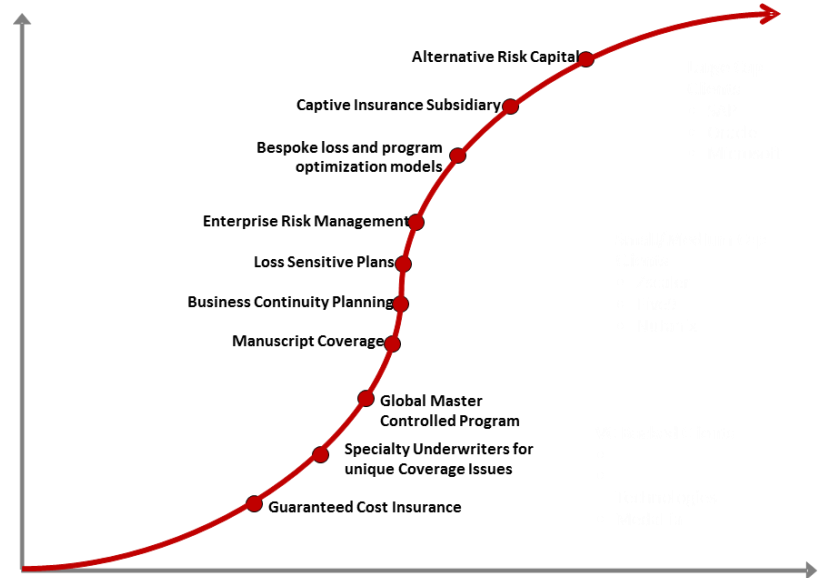 Alternative Risk Capital
Captive Insurance Subsidiary
Bespoke loss and program
optimization models
Enterprise Risk Management
Loss Sensitive Plans
Business Continuity Planning
Manuscript Coverage
Global Master
Controlled Program
Specialty Underwriters for
unique Coverage Issues
Guaranteed Cost Insurance